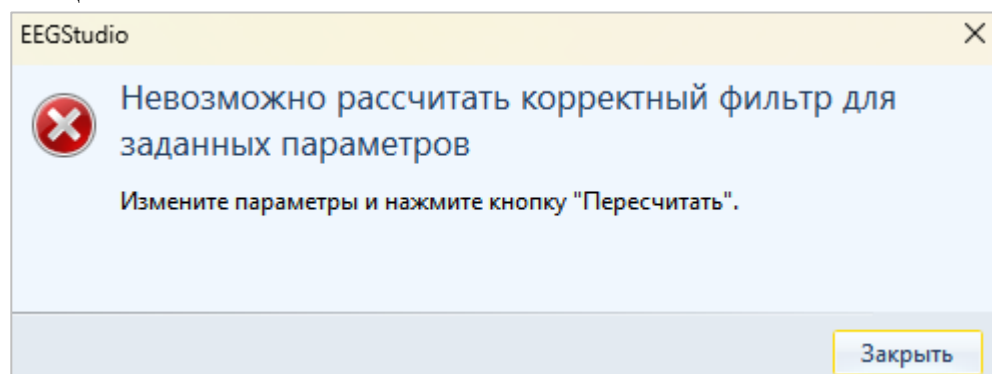 EEGStudio
Невозможно рассчитать корректный фильтр для
заданных параметров
Измените параметры и нажмите кнопку "Пересчитать".
Закрыть